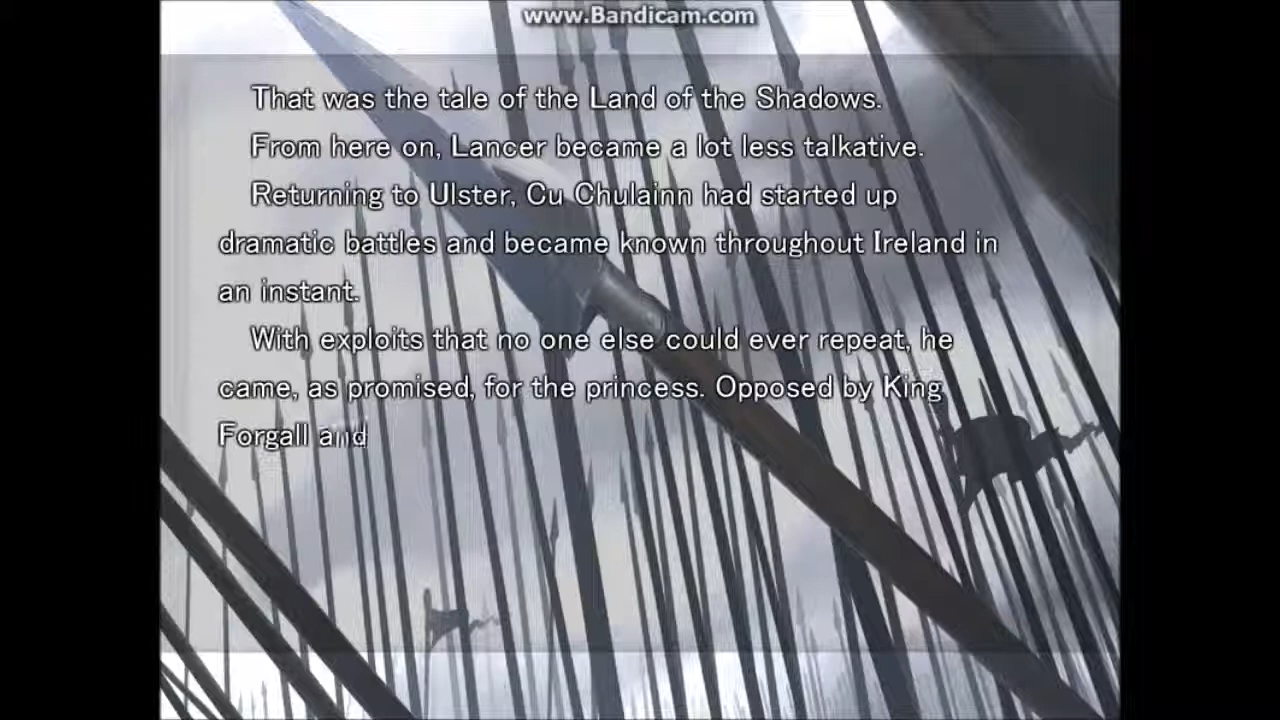 www.Bandicam.com
That was the tale of the Land of the Shadows.
From here on, Lancer became a lot less talkative.
Returning to Ulster, Cu Chulainn had started up
dramatic battles and became known throughout Ireland in
an instant.
With exploits that no one else could ever repeat, he
came, as promised, for the princess. Opposed by King
Forgall and